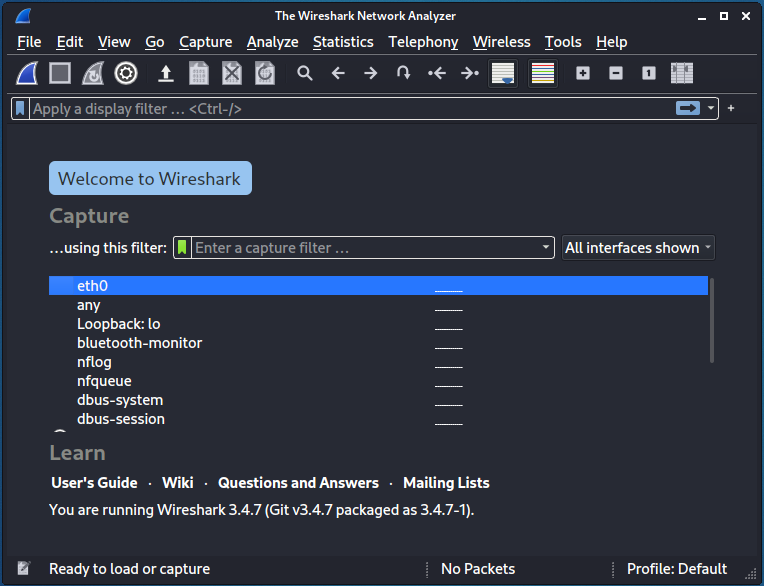 The Wireshark Network Analyzer
File Edit View Go Capture Analyze Statistics Telephony Wireless Tools Help
Apply a display filter … <Ctrl-/>
Welcome to Wireshark
Capture
…using this filter: Enter a capture filter … All interfaces shown
eth0
any
Loopback: lo
bluetooth-monitor
nflog
nfqueue
dbus-system
dbus-session
Learn
User's Guide · Wiki · Questions and Answers · Mailing Lists
You are running Wireshark 3.4.7 (Git v3.4.7 packaged as 3.4.7-1).
Ready to load or capture No Packets Profile: Default